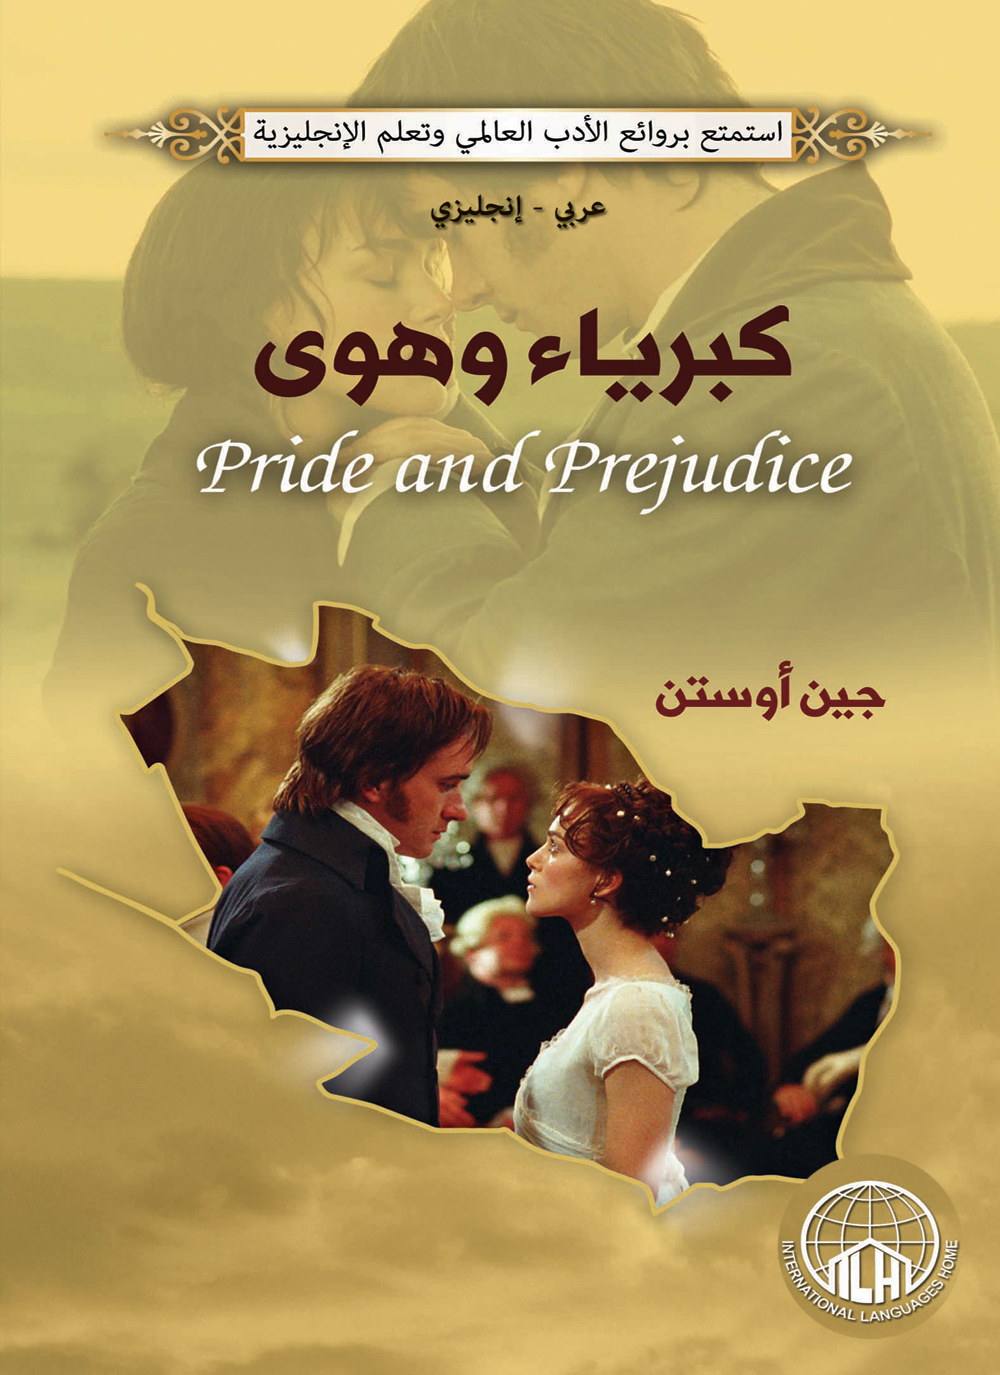 استمتع بروائع الأدب العالمي وتعلم الإنجليزية
عربي - إنجليزي
كبرياء وهوى
Pride and Prejudice
جين أوستن
ILH
INTERNATIONAL LANGUAGES HOME